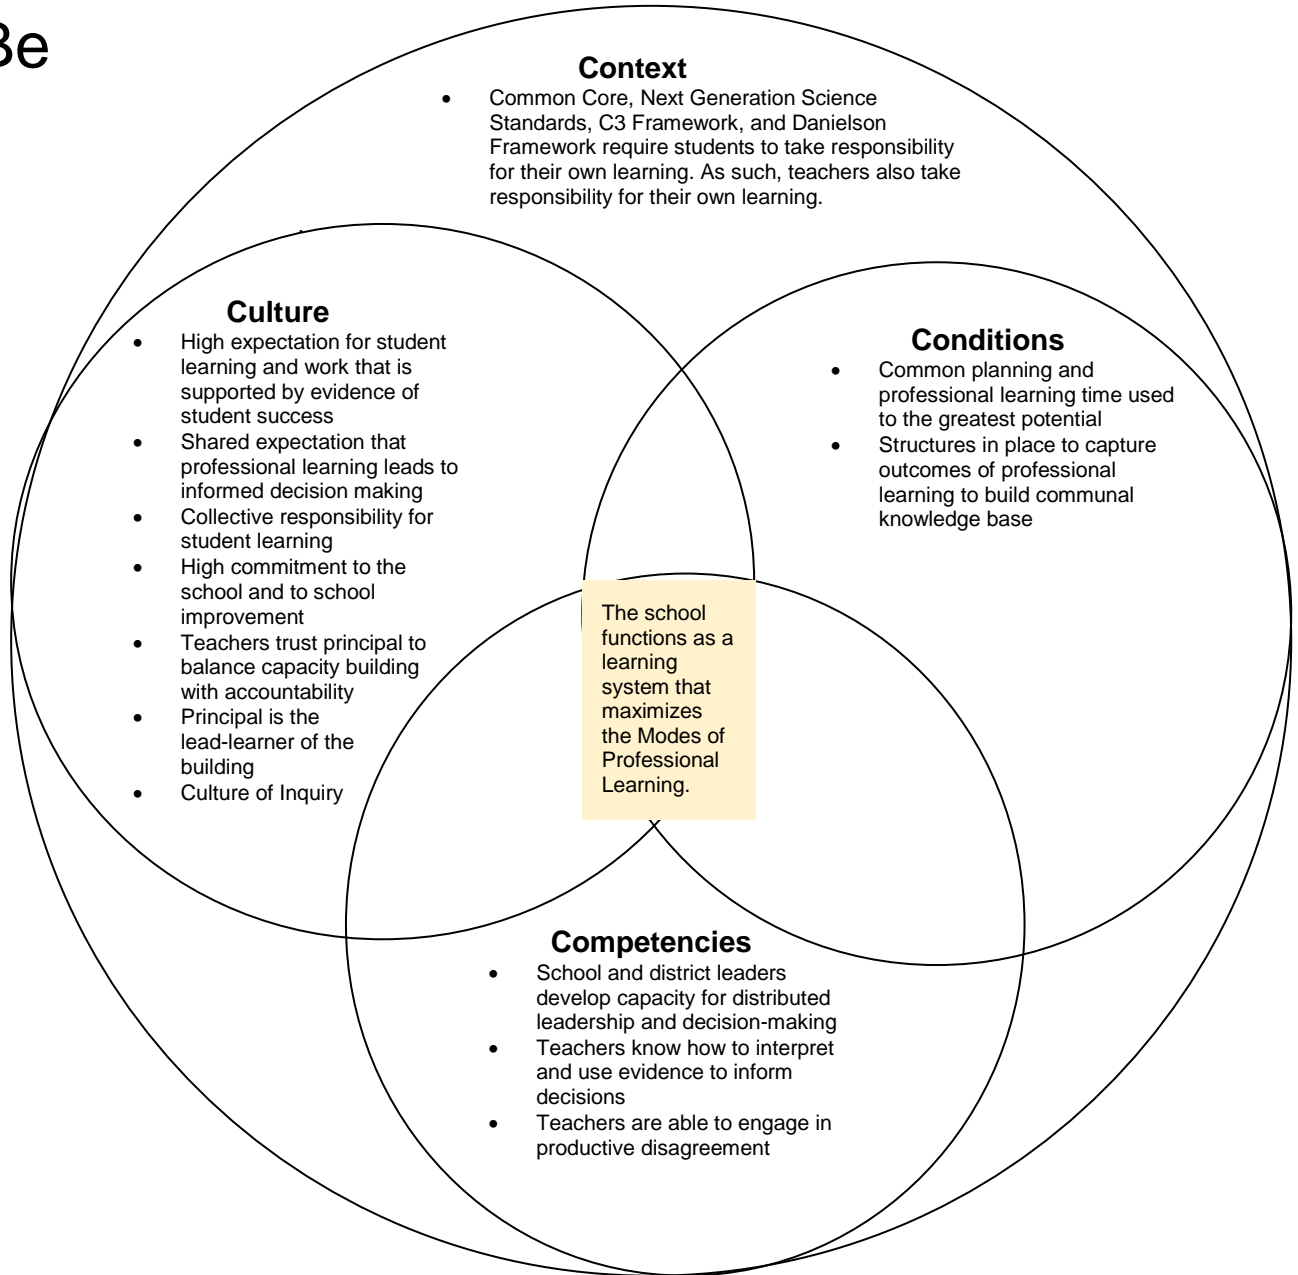 Be
Context
• Common Core, Next Generation Science
Standards, C3 Framework, and Danielson
Framework require students to take responsibility
for their own learning. As such, teachers also take
responsibility for their own learning.
Culture
• High expectation for student
learning and work that is
supported by evidence of
student success
• Shared expectation that
professional learning leads to
informed decision making
• Collective responsibility for
student learning
• High commitment to the
school and to school
improvement
• Teachers trust principal to
balance capacity building
with accountability
• Principal is the
lead-learner of the
building
• Culture of Inquiry
Conditions
• Common planning and
professional learning time used
to the greatest potential
• Structures in place to capture
outcomes of professional
learning to build communal
knowledge base
The school
functions as a
learning
system that
maximizes
the Modes of
Professional
Learning.
Competencies
• School and district leaders
develop capacity for distributed
leadership and decision-making
• Teachers know how to interpret
and use evidence to inform
decisions
• Teachers are able to engage in
productive disagreement